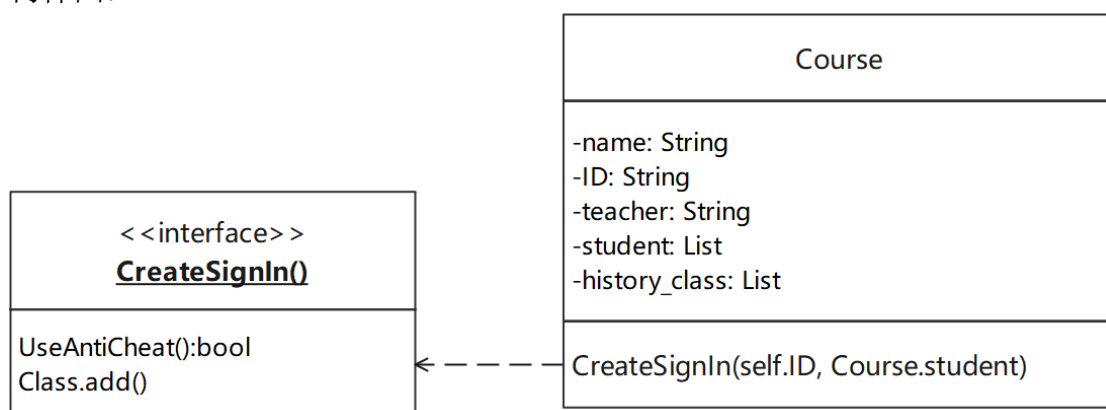 Course
-name: String
-ID: String
-teacher: String
-student: List
-history_class: List
CreateSignIn(self.ID, Course.student)
<<interface>>
CreateSignIn()
UseAntiCheat():bool
Class.add()